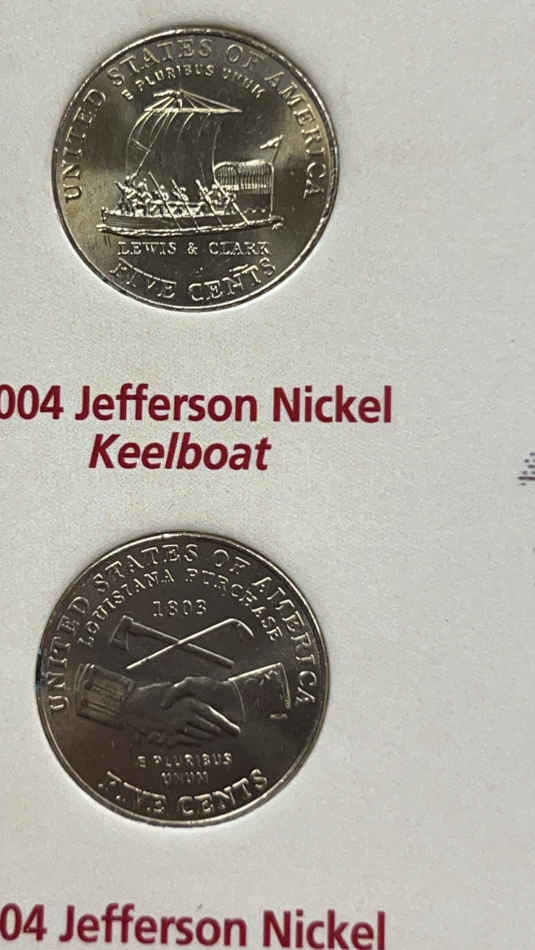 UNITED STATES OF AMERICA
E PLURIBUS UNUM
LEWIS & CLARK
FIVE CENTS
004 Jefferson Nickel
Keelboat
UNITED STATES OF AMERICA
LOUISIANA PURCHASE
1803
E PLURIBUS
UNUM
FIVE CENTS
04 Jefferson Nickel